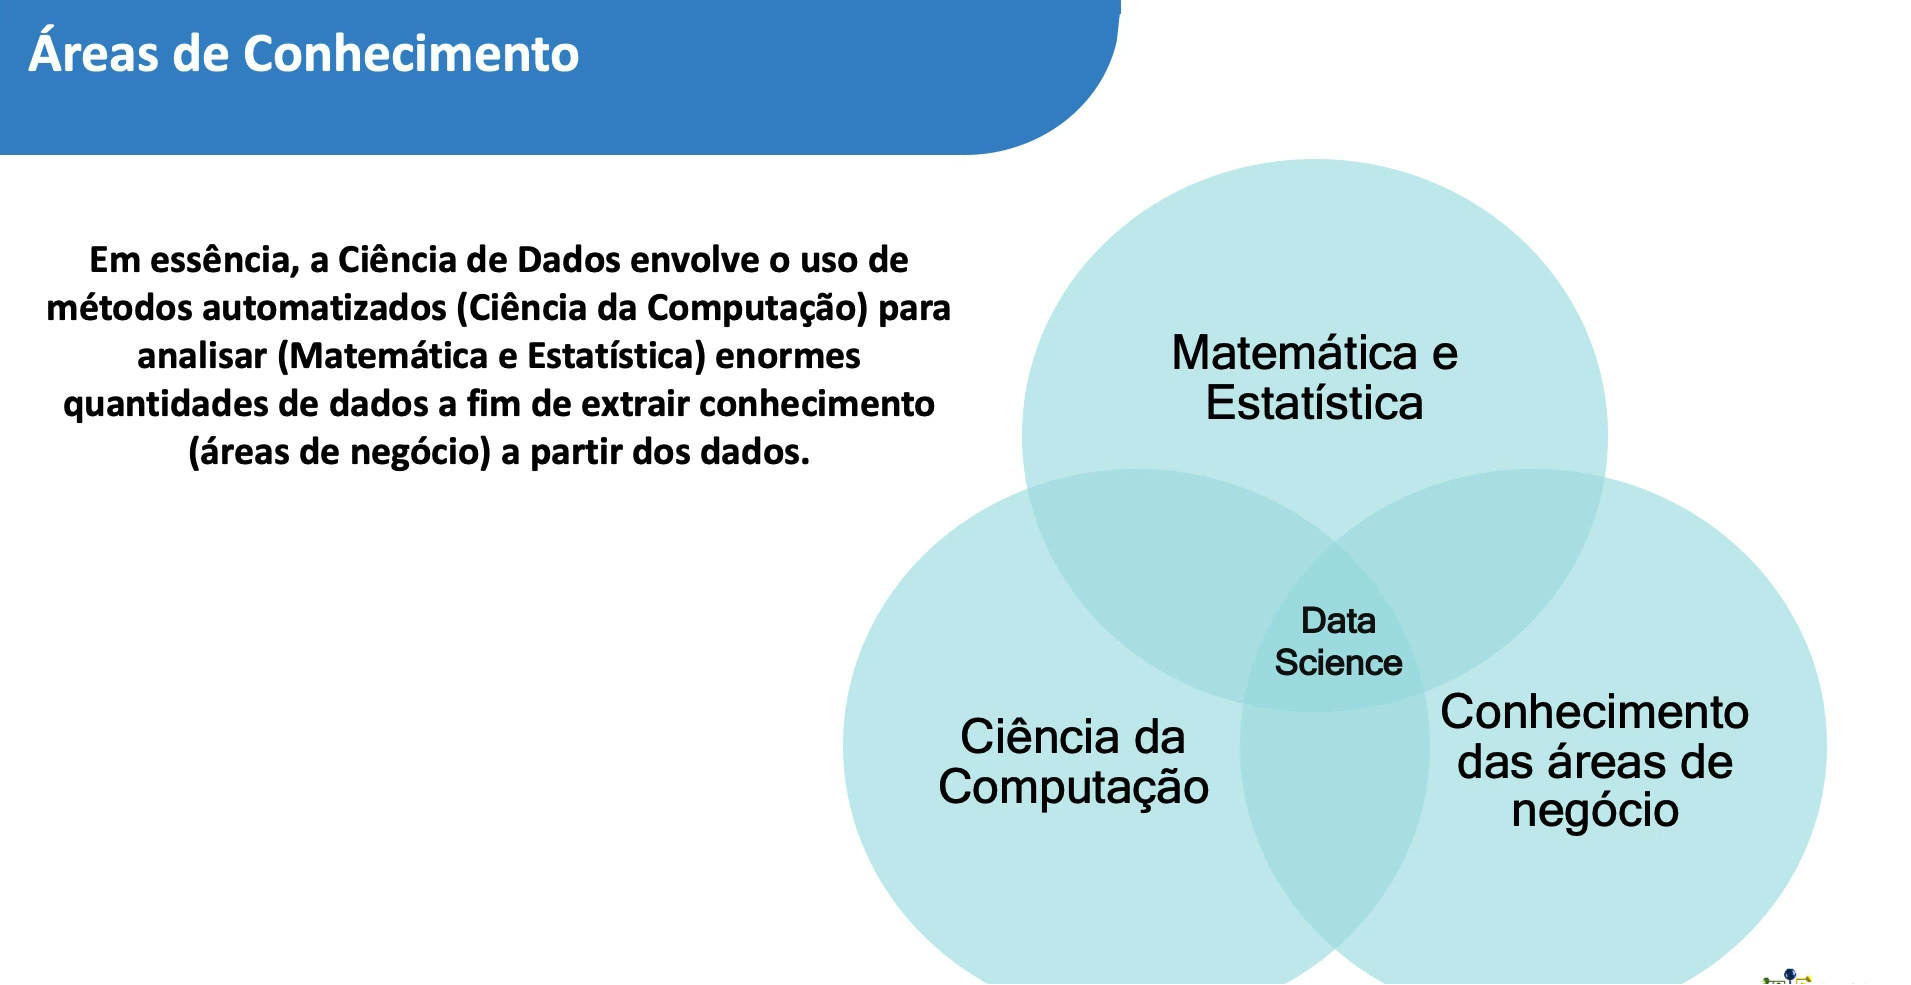 Áreas de Conhecimento
Em essência, a Ciência de Dados envolve o uso de
métodos automatizados (Ciência da Computação) para
analisar (Matemática e Estatística) enormes
quantidades de dados a fim de extrair conhecimento
(áreas de negócio) a partir dos dados.
Matemática e
Estatística
Data
Science
Ciência da
Computação
Conhecimento
das áreas de
negócio